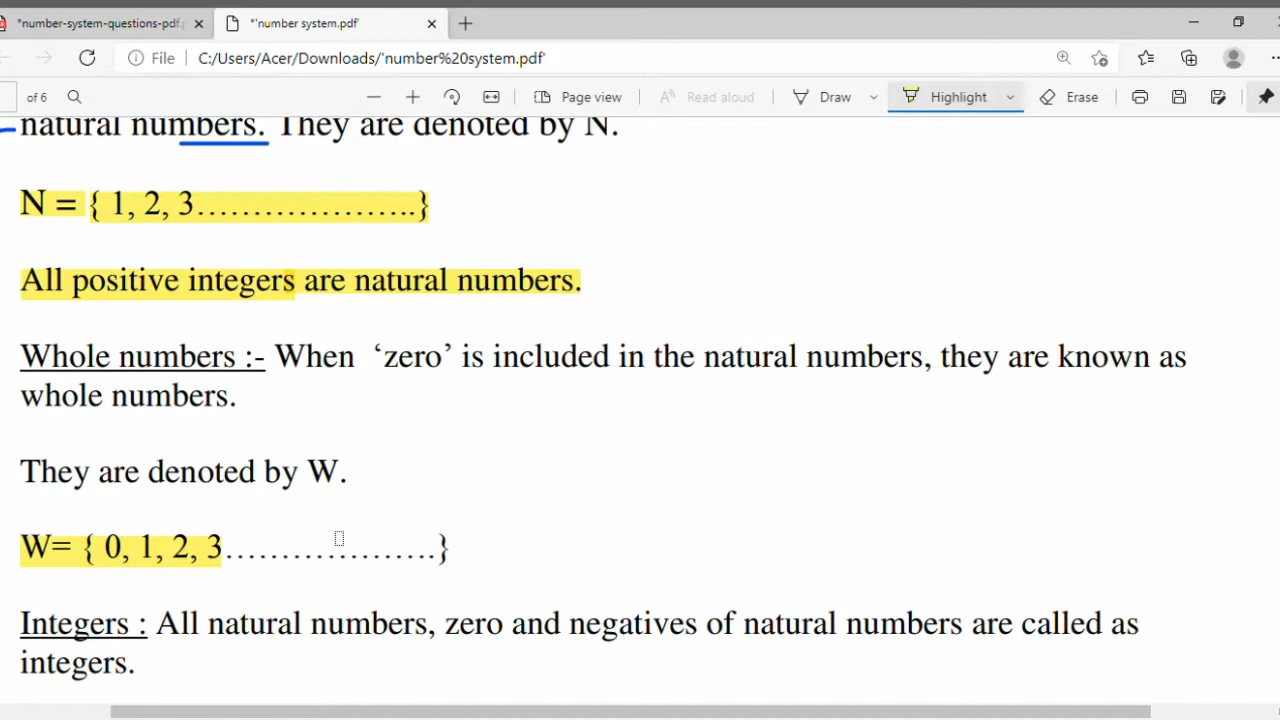 *number-system-questions-pdf.p
*'number system.pdf'
File
C:/Users/Acer/Downloads/'number%20system.pdf'
of 6
Page view
Read aloud
Draw
Highlight
Erase
natural numbers. They are denoted by N.
N = { 1, 2, 3…………………..}
All positive integers are natural numbers.
Whole numbers :- When ‘zero’ is included in the natural numbers, they are known as
whole numbers.
They are denoted by W.
W= { 0, 1, 2, 3………………….}
Integers : All natural numbers, zero and negatives of natural numbers are called as
integers.